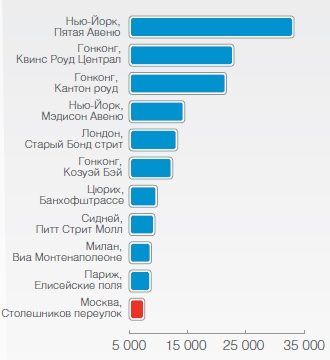 Нью-Йорк,
Пятая Авеню
Гонконг,
Квинс Роуд Централ
Гонконг,
Кантон роуд
Нью-Йорк,
Мэдисон Авеню
Лондон,
Старый Бонд стрит
Гонконг,
Козуэй Бэй
Цюрих,
Банхофштрассе
Сидней,
Питт Стрит Молл
Милан,
Виа Монтенаполеоне
Париж,
Елисейские поля
Москва,
Столешников переулок
5 000 15 000 25 000 35 000